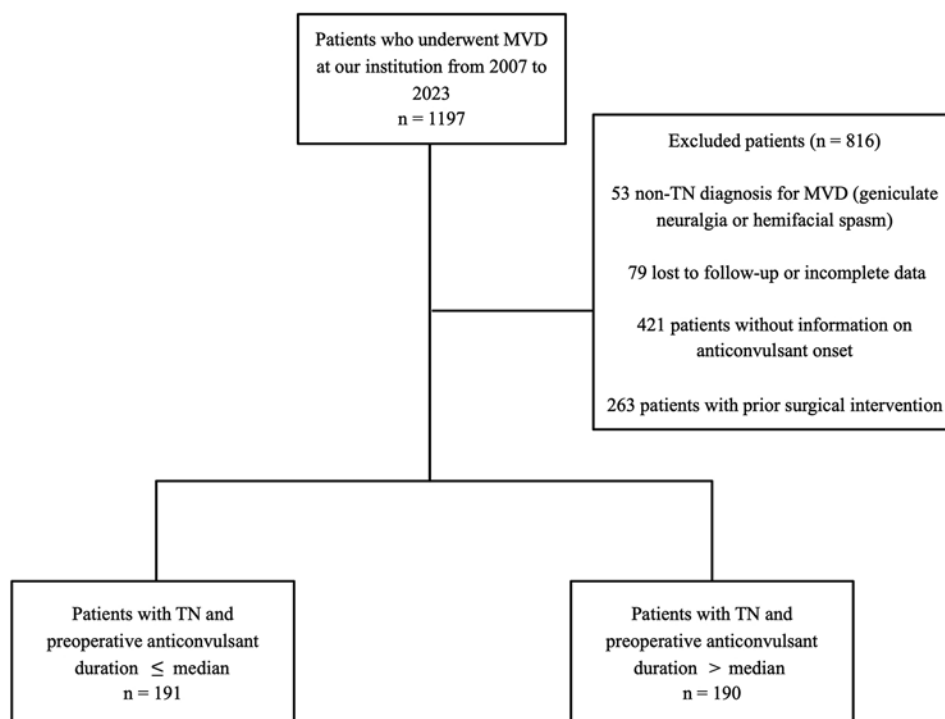 Patients who underwent MVD
at our institution from 2007 to
2023
n = 1197
Excluded patients (n = 816)
53 non-TN diagnosis for MVD (geniculate
neuralgia or hemifacial spasm)
79 lost to follow-up or incomplete data
421 patients without information on
anticonvulsant onset
263 patients with prior surgical intervention
Patients with TN and
preoperative anticonvulsant
duration ≤ median
n = 191
Patients with TN and
preoperative anticonvulsant
duration > median
n = 190